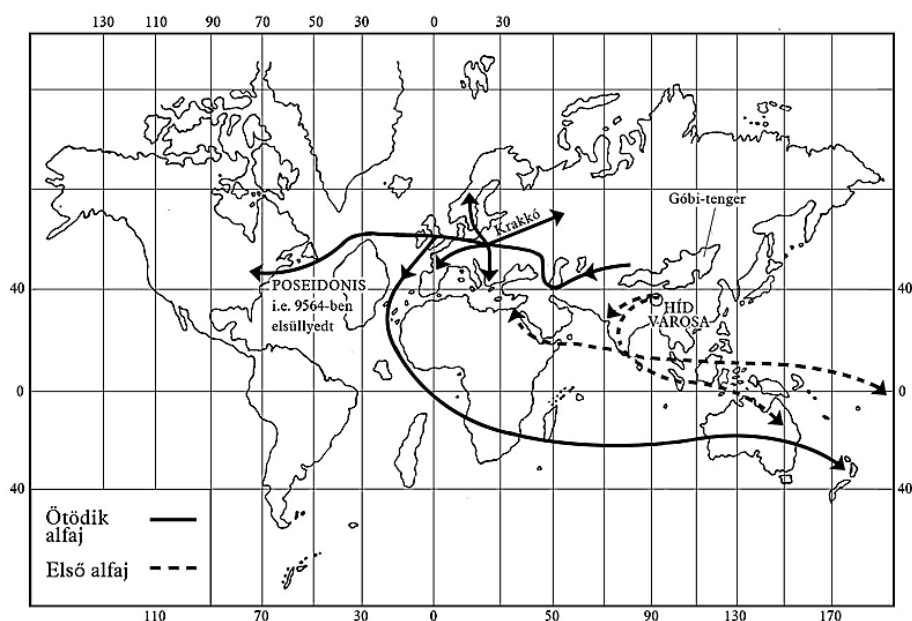 130 110 90 70 50 30 0 30
Krakkó
Góbi-tenger
POSEIDONIS
i.e. 9564-ben
elsüllyedt
HÍD
VÁROSA
40 40
0 0
40 40
Ötödik
alfaj
Első alfaj
110 70 30 0 50 90 130 170